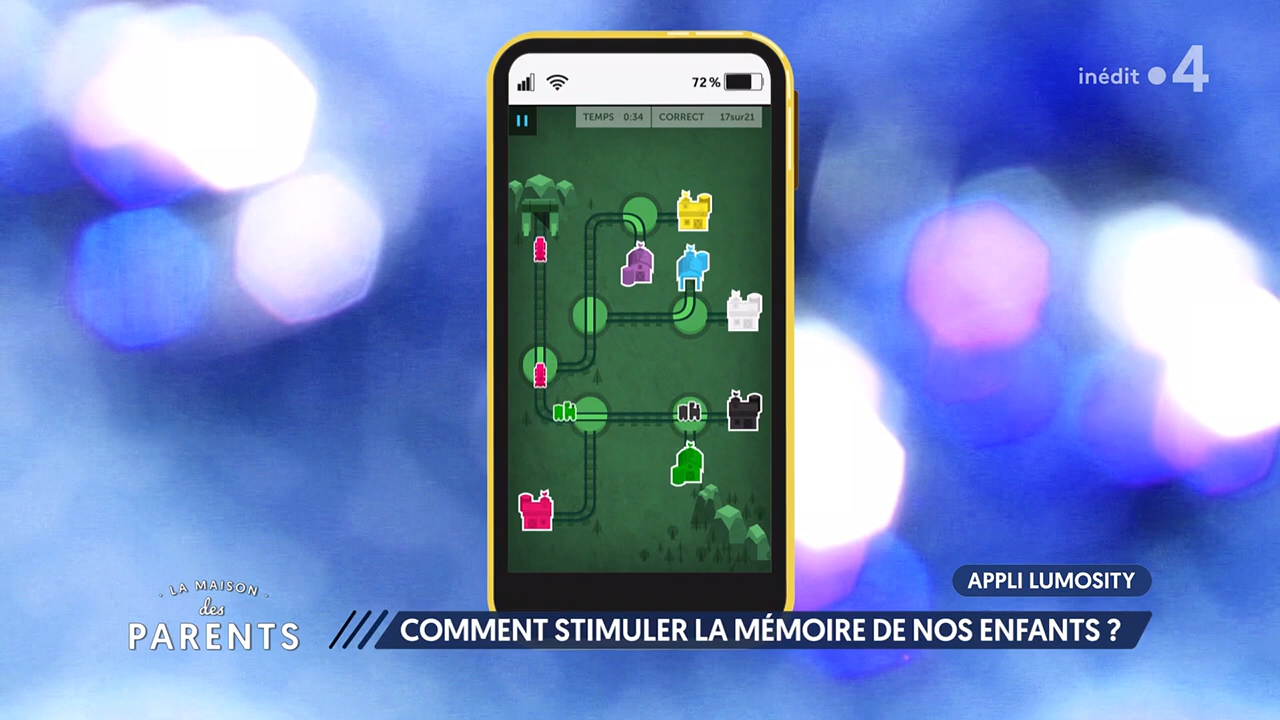 inédit 4
72 %
TEMPS 0:34 CORRECT 17sur21
APPLI LUMOSITY
LA MAISON
des
PARENTS
COMMENT STIMULER LA MÉMOIRE DE NOS ENFANTS ?